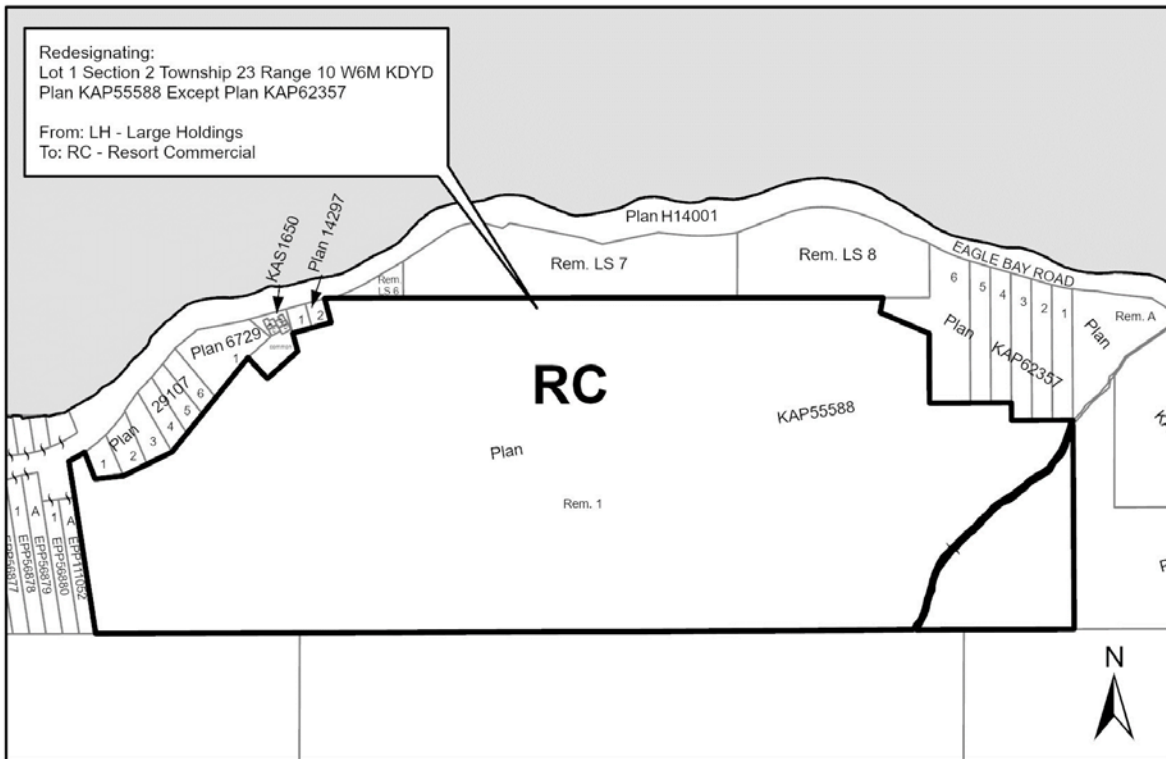 Redesignating:
Lot 1 Section 2 Township 23 Range 10 W6M KDYD
Plan KAP55588 Except Plan KAP62357
From: LH - Large Holdings
To: RC - Resort Commercial
KAS1650
Plan 14297
Plan H14001
Rem. LS 7
Rem. LS 8
EAGLE BAY ROAD
Rem.
LS 6
6
5
4
3
2
1
Rem. A
Plan
Plan
KAP62357
1
2
common
Plan 6729
1
Plan
29107
1
2
3
4
5
6
RC
KAP55588
Plan
Rem. 1
1
A
1
A
EPP56877
EPP56878
EPP56879
EPP56880
EPP111052
N